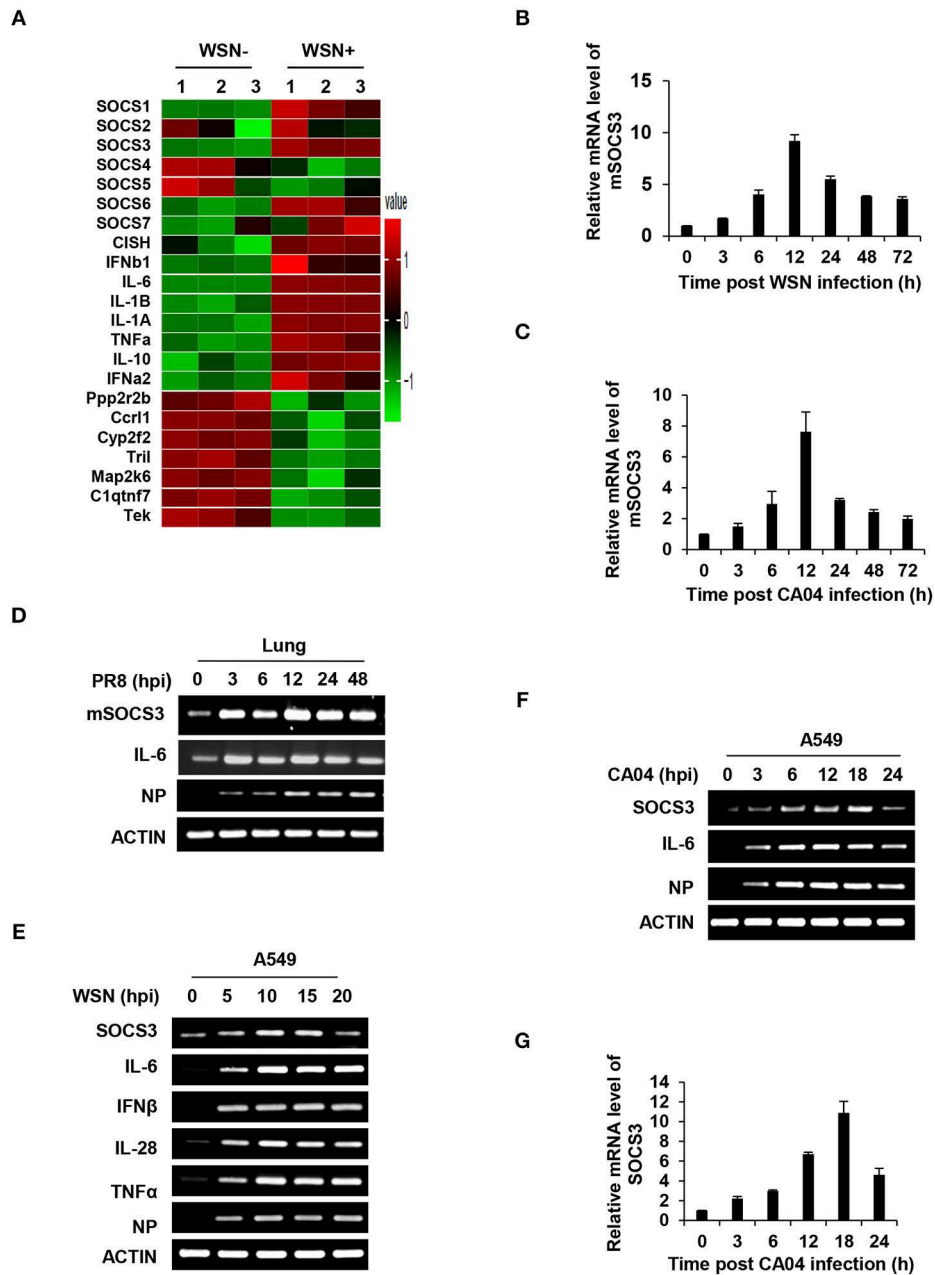 A
WSN- WSN+
1 2 3 1 2 3
SOCS1
SOCS2
SOCS3
SOCS4
SOCS5
SOCS6
SOCS7
CISH
IFNb1
IL-6
IL-1B
IL-1A
TNFa
IL-10
IFNa2
Ppp2r2b
Ccrl1
Cyp2f2
Tril
Map2k6
C1qtnf7
Tek
value
1
0
-1
B
Relative mRNA level of
mSOCS3
15
10
5
0
0 3 6 12 24 48 72
Time post WSN infection (h)
C
Relative mRNA level of
mSOCS3
10
8
6
4
2
0
0 3 6 12 24 48 72
Time post CA04 infection (h)
D
Lung
PR8 (hpi) 0 3 6 12 24 48
mSOCS3
IL-6
NP
ACTIN
E
A549
WSN (hpi) 0 5 10 15 20
SOCS3
IL-6
IFNβ
IL-28
TNFα
NP
ACTIN
F
A549
CA04 (hpi) 0 3 6 12 18 24
SOCS3
IL-6
NP
ACTIN
G
Relative mRNA level of
SOCS3
14
12
10
8
6
4
2
0
0 3 6 12 18 24
Time post CA04 infection (h)